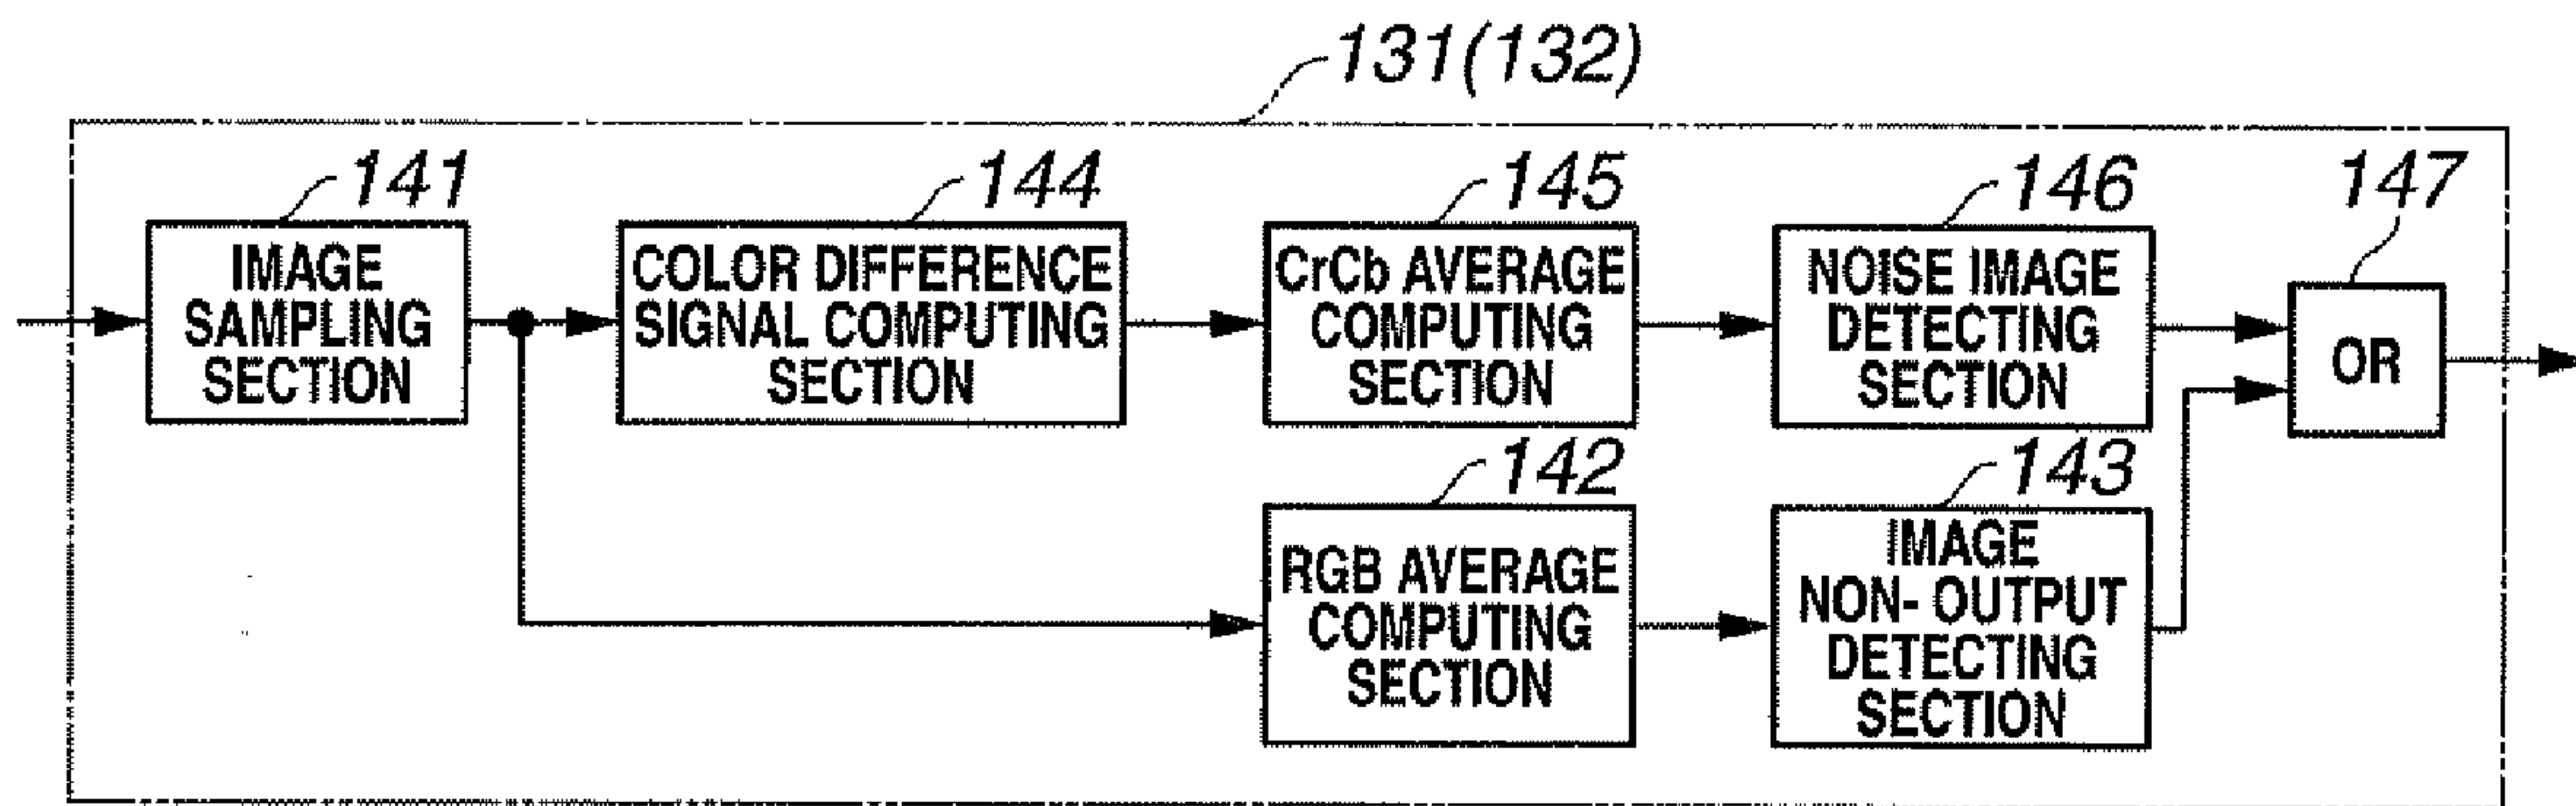 131(132)
141
144
145
146
147
IMAGE
SAMPLING
SECTION
COLOR DIFFERENCE
SIGNAL COMPUTING
SECTION
CrCb AVERAGE
COMPUTING
SECTION
NOISE IMAGE
DETECTING
SECTION
OR
142
143
RGB AVERAGE
COMPUTING
SECTION
IMAGE
NON- OUTPUT
DETECTING
SECTION